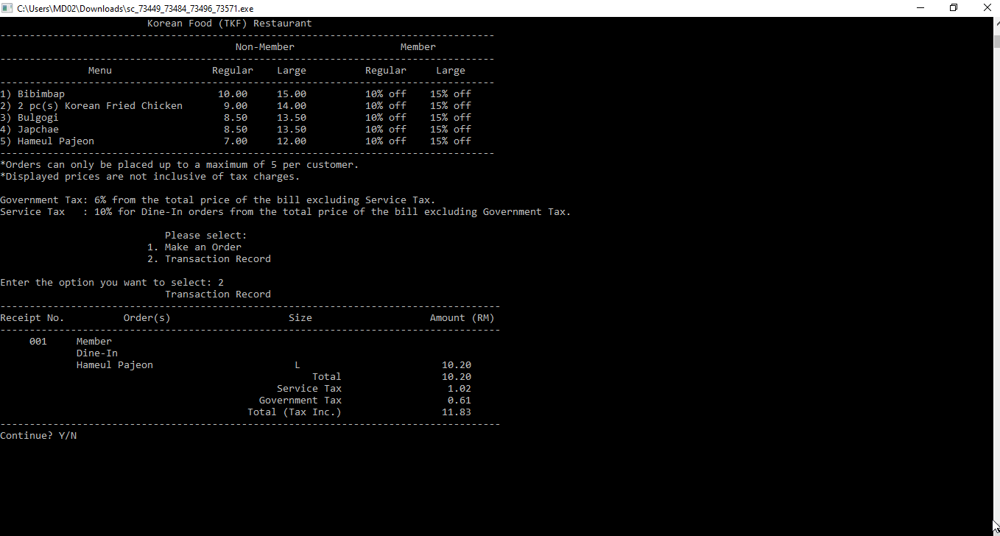 C:\Users\MD02\Downloads\sc_73449_73484_73496_73571.exe
Korean Food (TKF) Restaurant
--------------------------------------------------------------------------------
Non-Member Member
--------------------------------------------------------------------------------
Menu Regular Large Regular Large
--------------------------------------------------------------------------------
1) Bibimbap 10.00 15.00 10% off 15% off
2) 2 pc(s) Korean Fried Chicken 9.00 14.00 10% off 15% off
3) Bulgogi 8.50 13.50 10% off 15% off
4) Japchae 8.50 13.50 10% off 15% off
5) Hameul Pajeon 7.00 12.00 10% off 15% off
--------------------------------------------------------------------------------
*Orders can only be placed up to a maximum of 5 per customer.
*Displayed prices are not inclusive of tax charges.
Government Tax: 6% from the total price of the bill excluding Service Tax.
Service Tax : 10% for Dine-In orders from the total price of the bill excluding Government Tax.
Please select:
1. Make an Order
2. Transaction Record
Enter the option you want to select: 2
Transaction Record
--------------------------------------------------------------------------------
Receipt No. Order(s) Size Amount (RM)
--------------------------------------------------------------------------------
001 Member
Dine-In
Hameul Pajeon L 10.20
Total 10.20
Service Tax 1.02
Government Tax 0.61
Total (Tax Inc.) 11.83
--------------------------------------------------------------------------------
Continue? Y/N